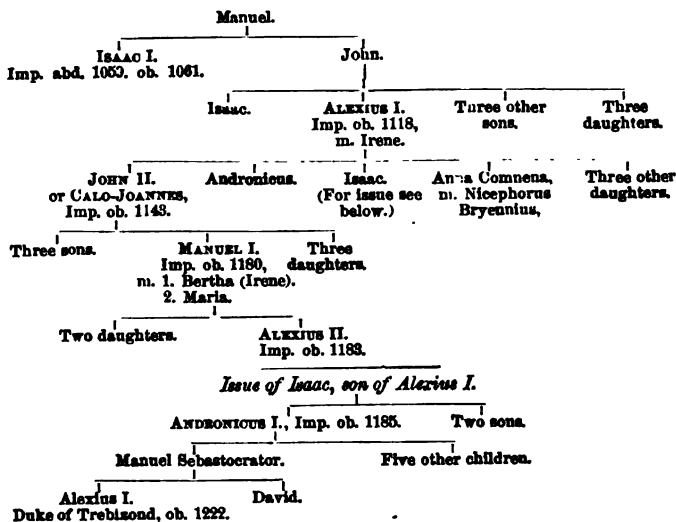 Manuel.
ISAAC I. John.
Imp. abd. 1059. ob. 1061.
Isaac. ALEXIUS I. Three other Three
Imp. ob. 1118, sons. daughters.
m. Irene.
JOHN II. Andronicus. Isaac. Anna Comnena, Three other
OR CALO-JOANNES, (For issue see m. Nicephorus daughters.
Imp. ob. 1143. below.) Bryennius,
Three sons. MANUEL I. Three
Imp. ob. 1180, daughters.
m. 1. Bertha (Irene).
2. Maria.
Two daughters. ALEXIUS II.
Imp. ob. 1183.
Issue of Isaac, son of Alexius I.
ANDRONICUS I., Imp. ob. 1185. Two sons.
Manuel Sebastocrator. Five other children.
Alexius I. David.
Duke of Trebizond, ob. 1222.